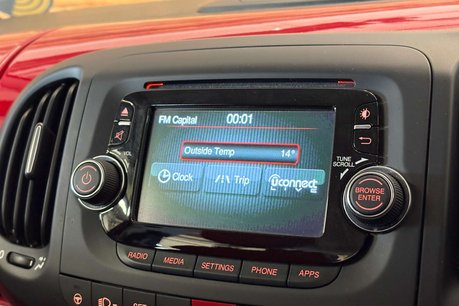 FM Capital 00:01
Outside Temp 14°
Clock Trip uconnect
VOL
TUNE
SCROLL
BROWSE
ENTER
RADIO MEDIA SETTINGS PHONE APPS